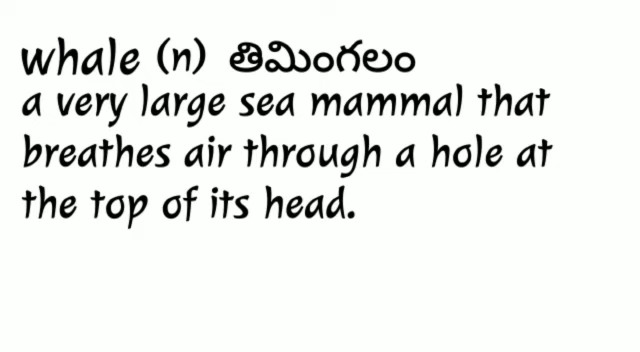 whale (n) తిమింగలం
a very large sea mammal that
breathes air through a hole at
the top of its head.